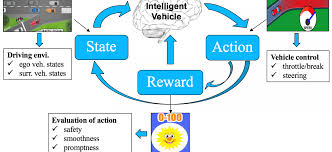 Intelligent
Vehicle
State
Action
Driving envi.
✓ ego veh. states
✓ surr. veh. states
Reward
Vehicle control
✓ throttle/break
✓ steering
Evaluation of action
✓ safety
✓ smoothness
✓ promptness
0-100